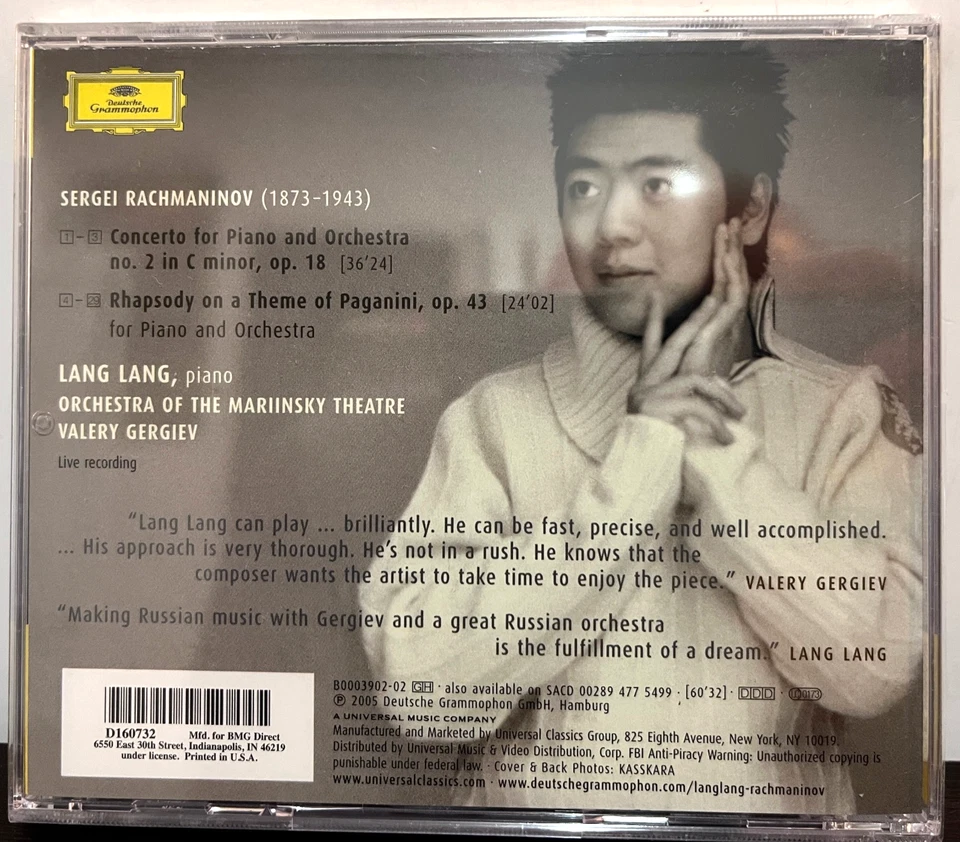 Deutsche
Grammophon
SERGEI RACHMANINOV (1873–1943)
1 – 3 Concerto for Piano and Orchestra
no. 2 in C minor, op. 18 [36'24]
4 – 29 Rhapsody on a Theme of Paganini, op. 43 [24'02]
for Piano and Orchestra
LANG LANG, piano
ORCHESTRA OF THE MARIINSKY THEATRE
VALERY GERGIEV
Live recording
“Lang Lang can play ... brilliantly. He can be fast, precise, and well accomplished.
... His approach is very thorough. He’s not in a rush. He knows that the
composer wants the artist to take time to enjoy the piece.” VALERY GERGIEV
“Making Russian music with Gergiev and a great Russian orchestra
is the fulfillment of a dream.” LANG LANG
B0003902-02 GH · also available on SACD 00289 477 5499 · [60'32] · DDD ·
℗ 2005 Deutsche Grammophon GmbH, Hamburg
A UNIVERSAL MUSIC COMPANY
Manufactured and Marketed by Universal Classics Group, 825 Eighth Avenue, New York, NY 10019.
Distributed by Universal Music & Video Distribution, Corp. FBI Anti-Piracy Warning: Unauthorized copying is
punishable under federal law. · Cover & Back Photos: KASSKARA
www.universalclassics.com · www.deutschegrammophon.com/langlang-rachmaninov
D160732 Mfd. for BMG Direct
6550 East 30th Street, Indianapolis, IN 46219
under license. Printed in U.S.A.